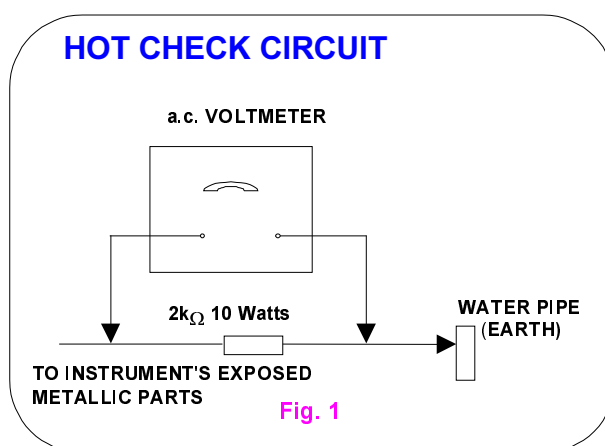 HOT CHECK CIRCUIT
a.c. VOLTMETER
2kΩ 10 Watts
WATER PIPE
(EARTH)
TO INSTRUMENT'S EXPOSED
METALLIC PARTS
Fig. 1